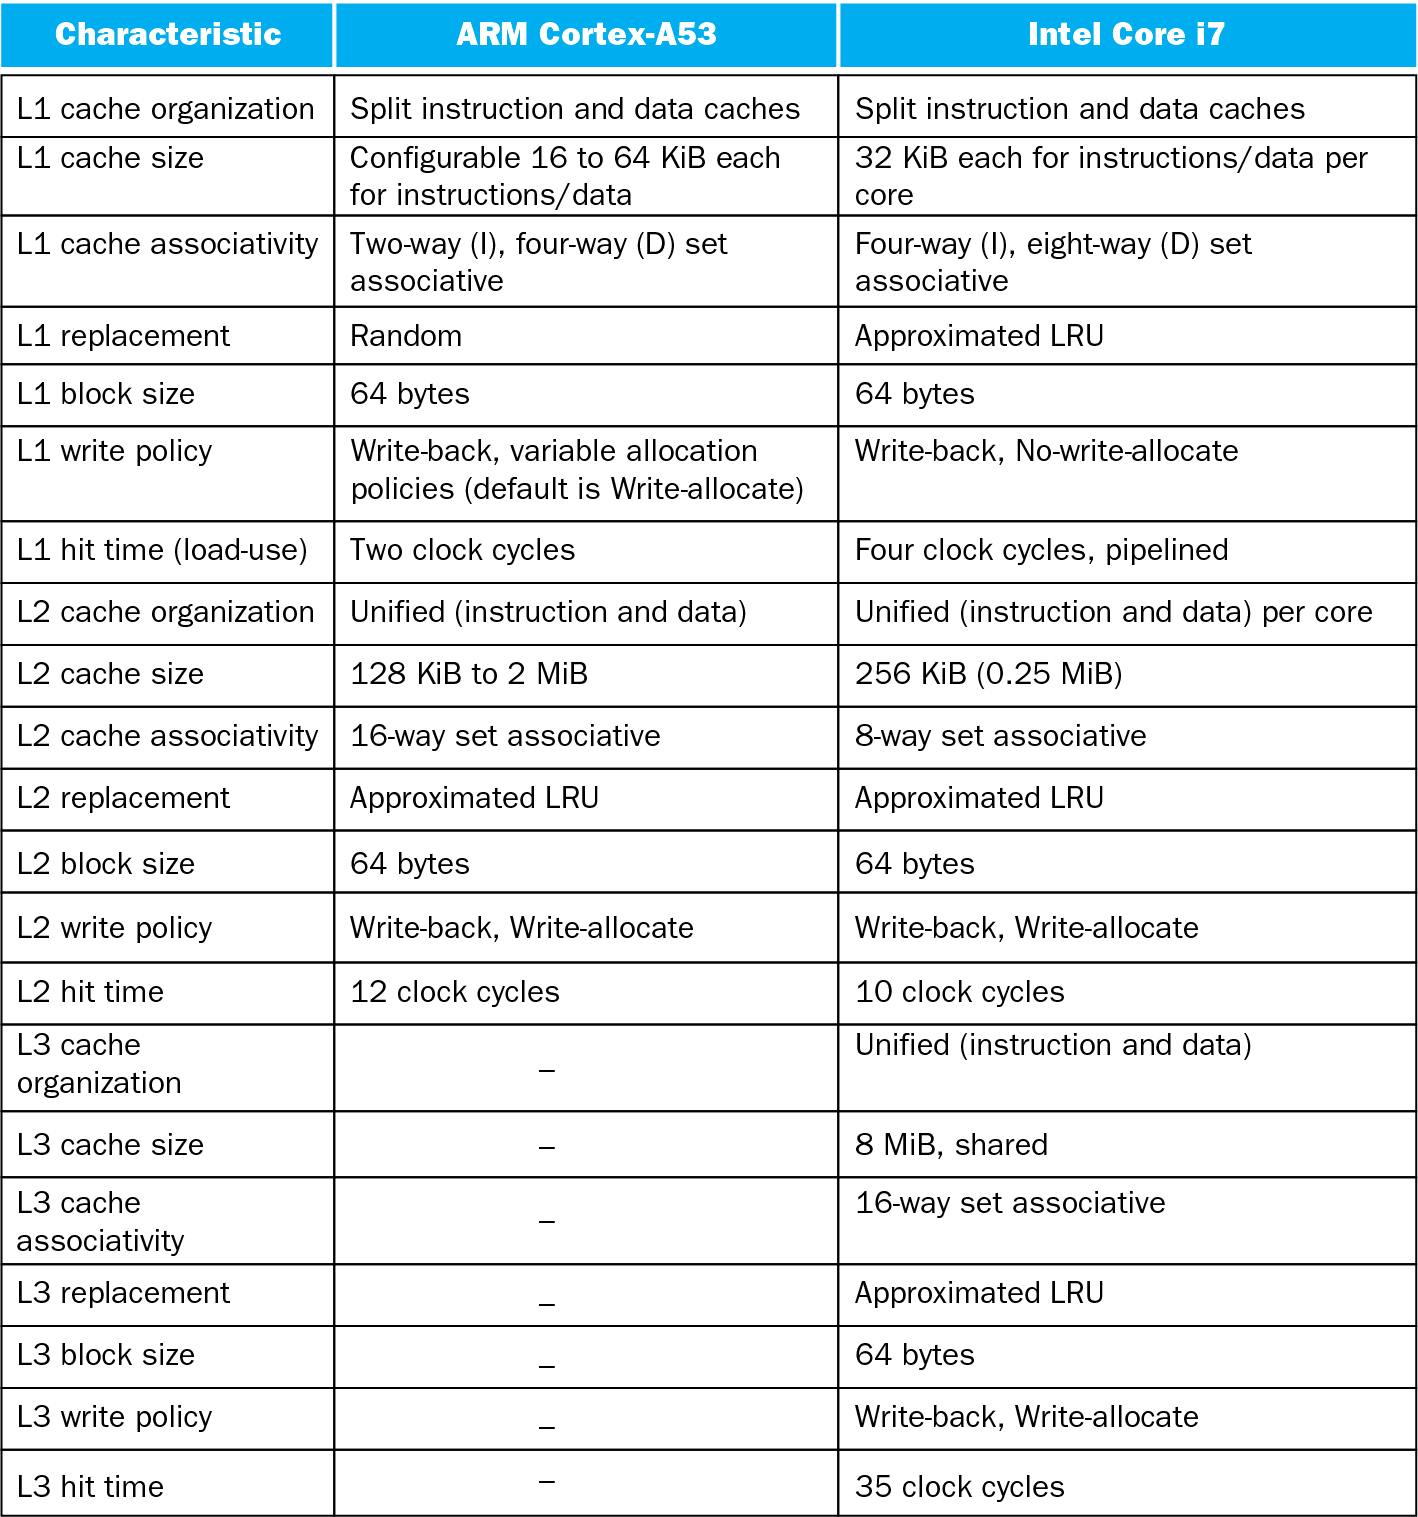 Characteristic ARM Cortex-A53 Intel Core i7
L1 cache organization Split instruction and data caches Split instruction and data caches
L1 cache size Configurable 16 to 64 KiB each 32 KiB each for instructions/data per
for instructions/data core
L1 cache associativity Two-way (I), four-way (D) set Four-way (I), eight-way (D) set
associative associative
L1 replacement Random Approximated LRU
L1 block size 64 bytes 64 bytes
L1 write policy Write-back, variable allocation Write-back, No-write-allocate
policies (default is Write-allocate)
L1 hit time (load-use) Two clock cycles Four clock cycles, pipelined
L2 cache organization Unified (instruction and data) Unified (instruction and data) per core
L2 cache size 128 KiB to 2 MiB 256 KiB (0.25 MiB)
L2 cache associativity 16-way set associative 8-way set associative
L2 replacement Approximated LRU Approximated LRU
L2 block size 64 bytes 64 bytes
L2 write policy Write-back, Write-allocate Write-back, Write-allocate
L2 hit time 12 clock cycles 10 clock cycles
L3 cache Unified (instruction and data)
organization –
L3 cache size – 8 MiB, shared
L3 cache 16-way set associative
associativity –
L3 replacement – Approximated LRU
L3 block size – 64 bytes
L3 write policy – Write-back, Write-allocate
L3 hit time – 35 clock cycles